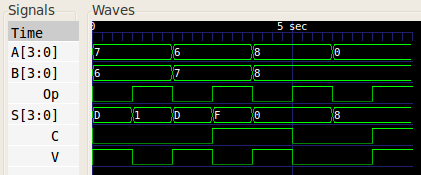 Signals Waves
Time 0 5 sec
A[3:0] 7 6 8 0
B[3:0] 6 7 8
Op
S[3:0] D 1 D F 0 8
C
V